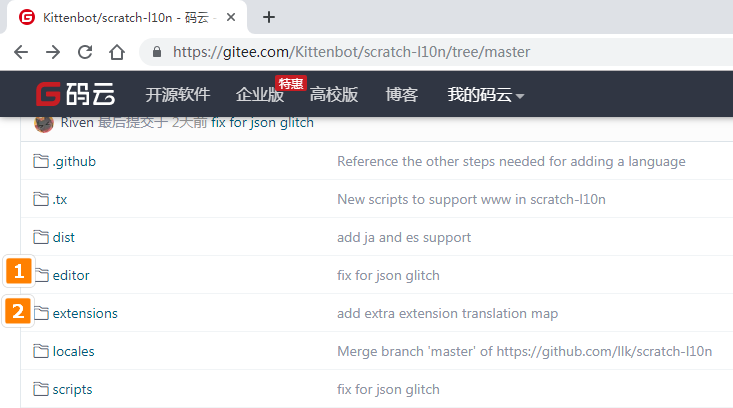 Kittenbot/scratch-l10n - 码云 -
https://gitee.com/Kittenbot/scratch-l10n/tree/master
码云 开源软件 企业版 特惠 高校版 博客 我的码云
Riven 最后提交于 2天前 fix for json glitch
.github Reference the other steps needed for adding a language
.tx New scripts to support www in scratch-l10n
dist add ja and es support
1 editor fix for json glitch
2 extensions add extra extension translation map
locales Merge branch 'master' of https://github.com/llk/scratch-l10n
scripts fix for json glitch